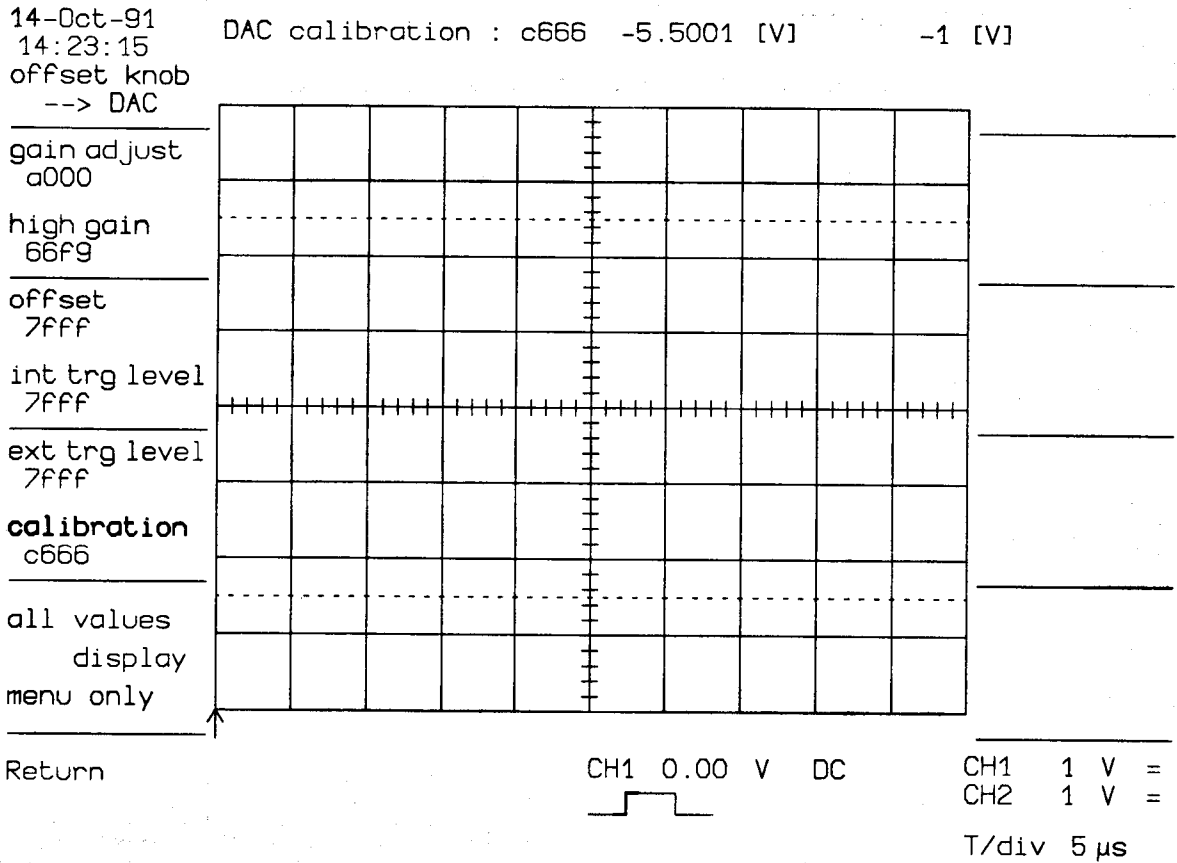 14-Oct-91
14:23:15
DAC calibration : c666 -5.5001 [V] -1 [V]
offset knob
--> DAC
gain adjust
a000
high gain
66f9
offset
7fff
int trg level
7fff
ext trg level
7fff
calibration
c666
all values
display
menu only
Return
CH1 0.00 V DC
CH1 1 V =
CH2 1 V =
T/div 5 µs